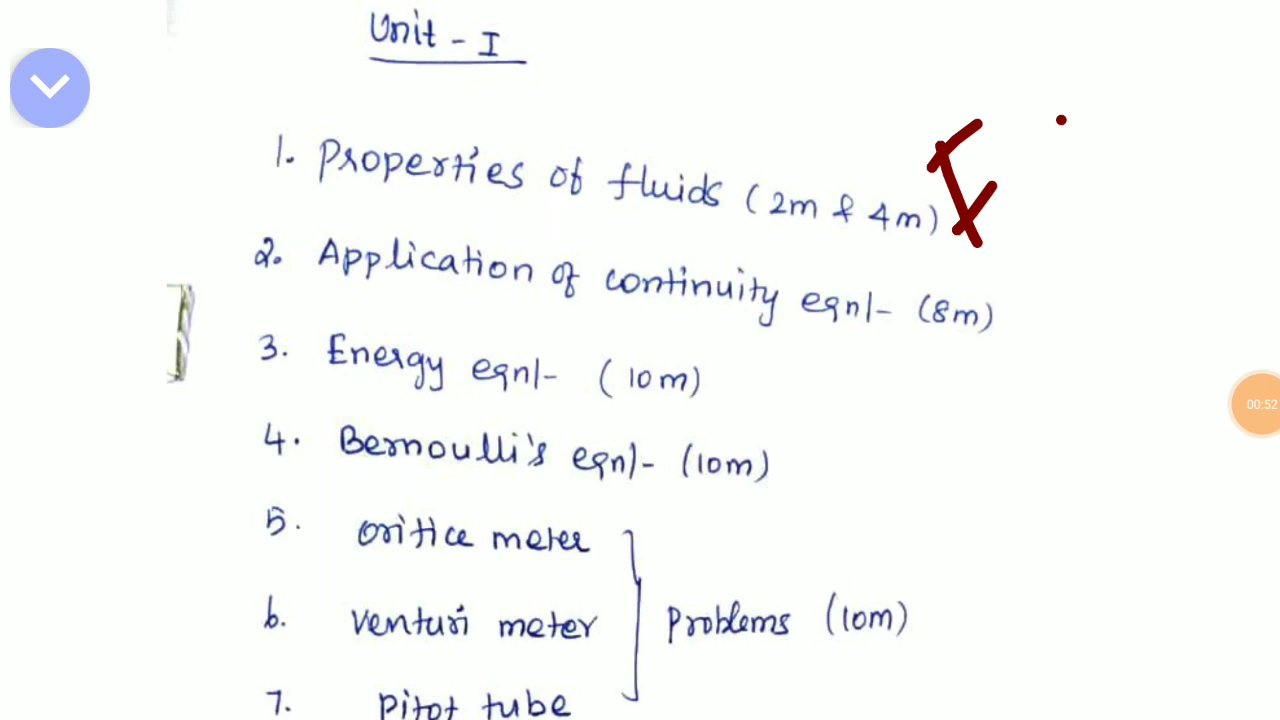 Unit - I
1. Properties of fluids (2m & 4m)
2. Application of continuity eqn/- (8m)
3. Energy eqn/- (10m)
4. Bernoulli's eqn/- (10m)
5. orifice meter
6. venturi meter
Problems (10m)
7. Pitot tube
00:52